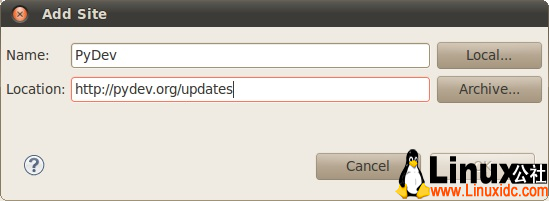 Add Site
Name: PyDev Local...
Location: http://pydev.org/updates Archive...
? Cancel
Linux公社
www.Linuxidc.com